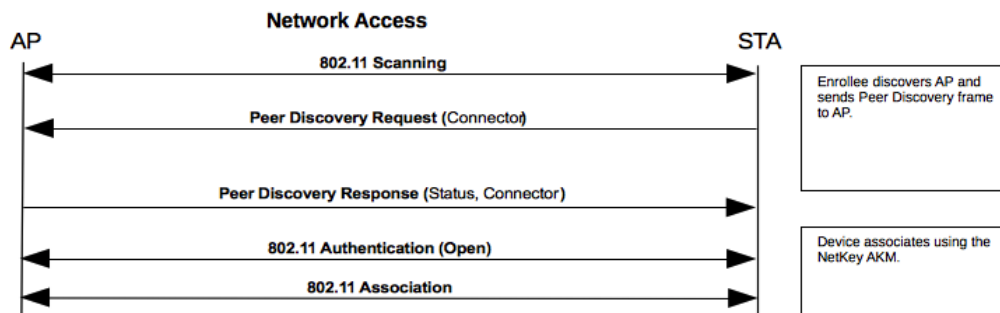 Network Access
AP
STA
802.11 Scanning
Enrollee discovers AP and
sends Peer Discovery frame
to AP.
Peer Discovery Request (Connector)
Peer Discovery Response (Status, Connector)
802.11 Authentication (Open)
Device associates using the
NetKey AKM.
802.11 Association